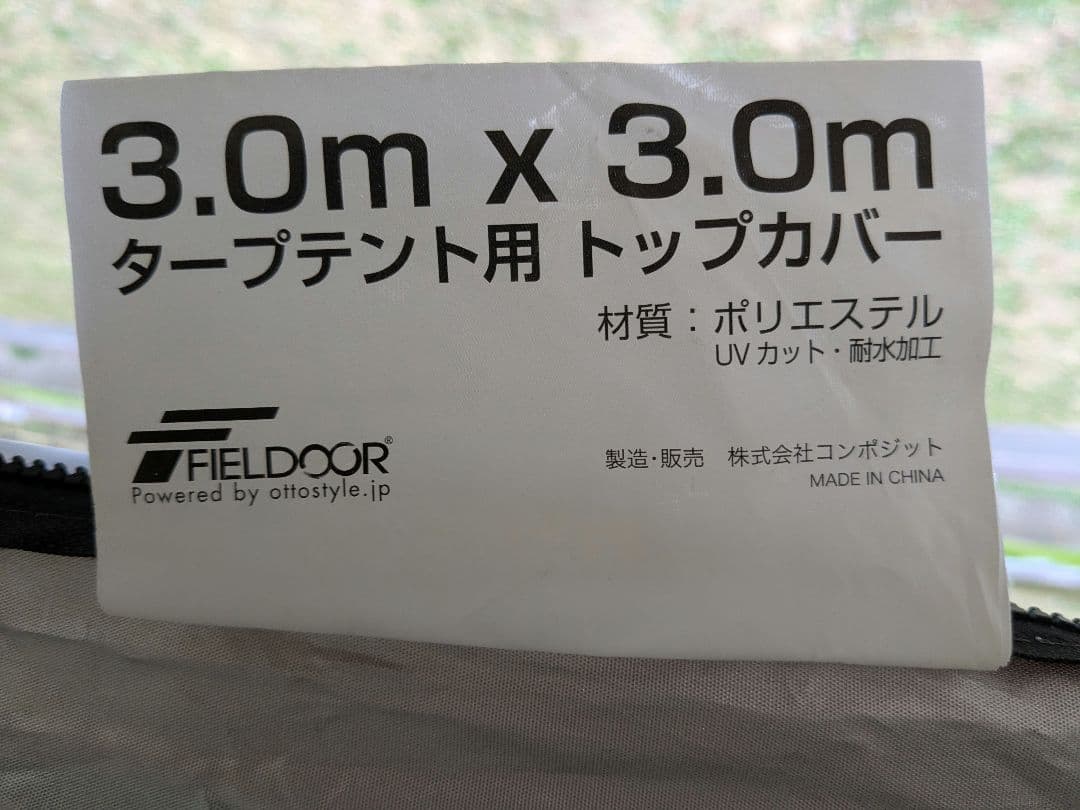 3.0m x 3.0m
タープテント用 トップカバー
材質：ポリエステル
UVカット・耐水加工
FIELDOOR®
Powered by ottostyle.jp
製造・販売 株式会社コンポジット
MADE IN CHINA